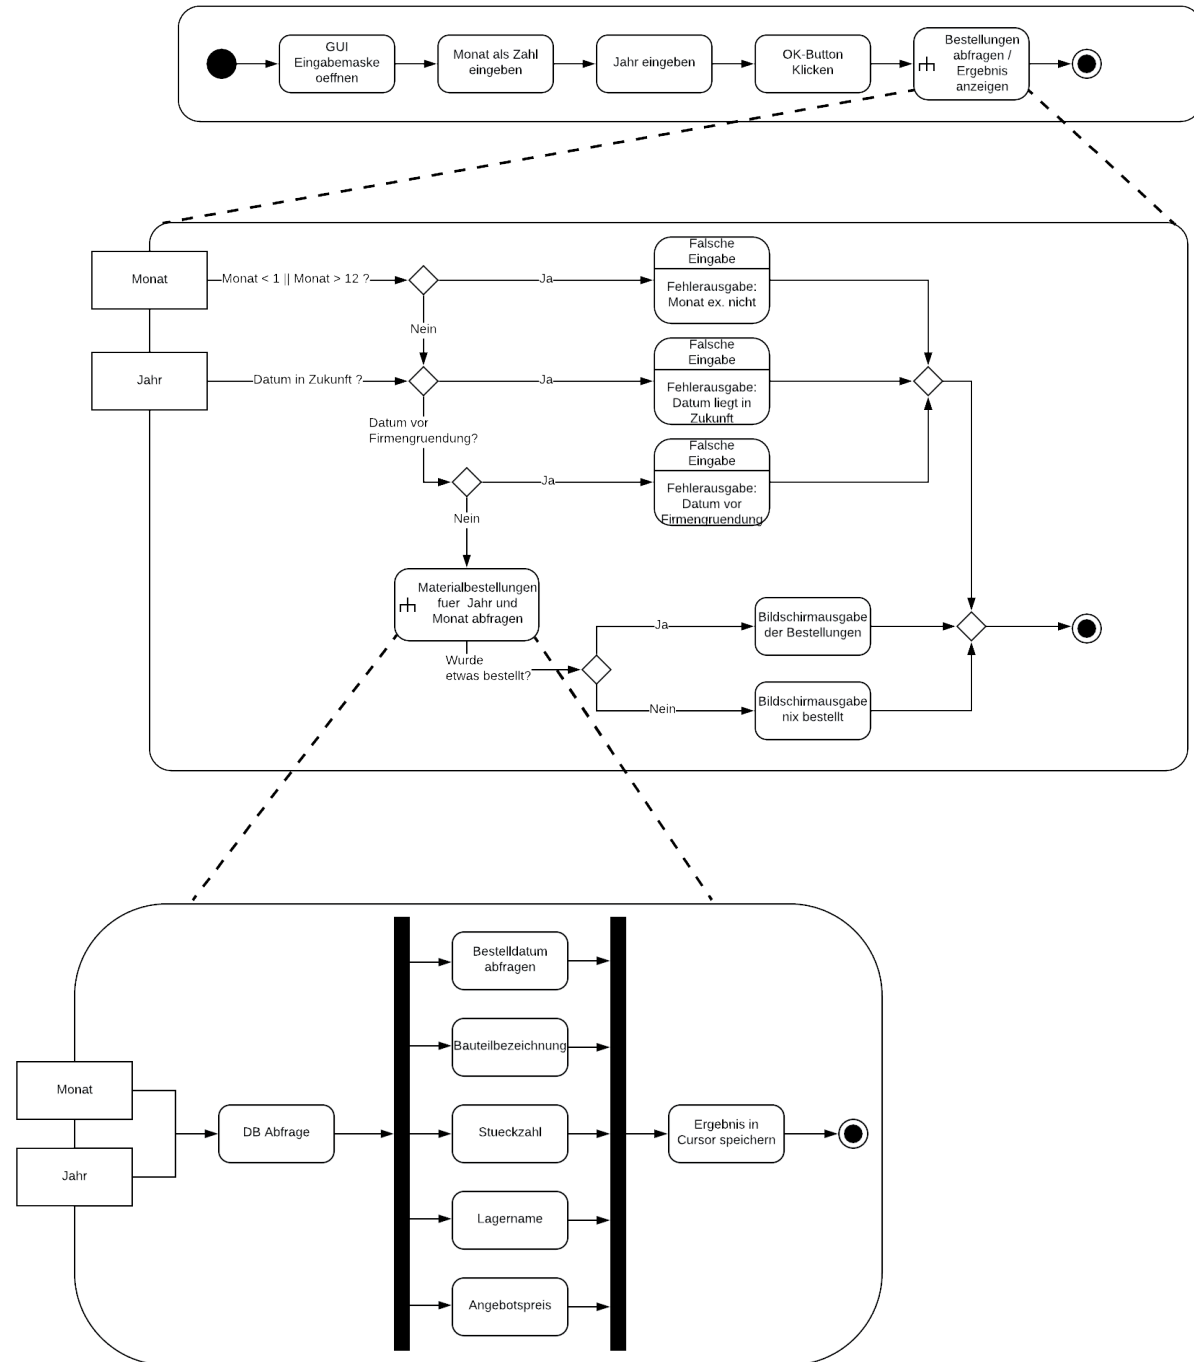 GUI
Eingabemaske
oeffnen
Monat als Zahl
eingeben
Jahr eingeben
OK-Button
Klicken
Bestellungen
abfragen /
Ergebnis
anzeigen
Monat
Monat < 1 || Monat > 12 ?
Ja
Falsche
Eingabe
Fehlerausgabe:
Monat ex. nicht
Nein
Jahr
Datum in Zukunft ?
Ja
Falsche
Eingabe
Fehlerausgabe:
Datum liegt in
Zukunft
Datum vor
Firmengruendung?
Ja
Falsche
Eingabe
Fehlerausgabe:
Datum vor
Firmengruendung
Nein
Materialbestellungen
fuer Jahr und
Monat abfragen
Wurde
etwas bestellt?
Ja
Bildschirmausgabe
der Bestellungen
Nein
Bildschirmausgabe
nix bestellt
Monat
Jahr
DB Abfrage
Bestelldatum
abfragen
Bauteilbezeichnung
Stueckzahl
Lagername
Angebotspreis
Ergebnis in
Cursor speichern